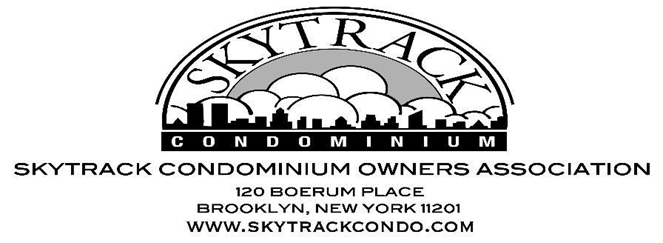 SKYTRACK
CONDOMINIUM
SKYTRACK CONDOMINIUM OWNERS ASSOCIATION
120 BOERUM PLACE
BROOKLYN, NEW YORK 11201
WWW.SKYTRACKCONDO.COM